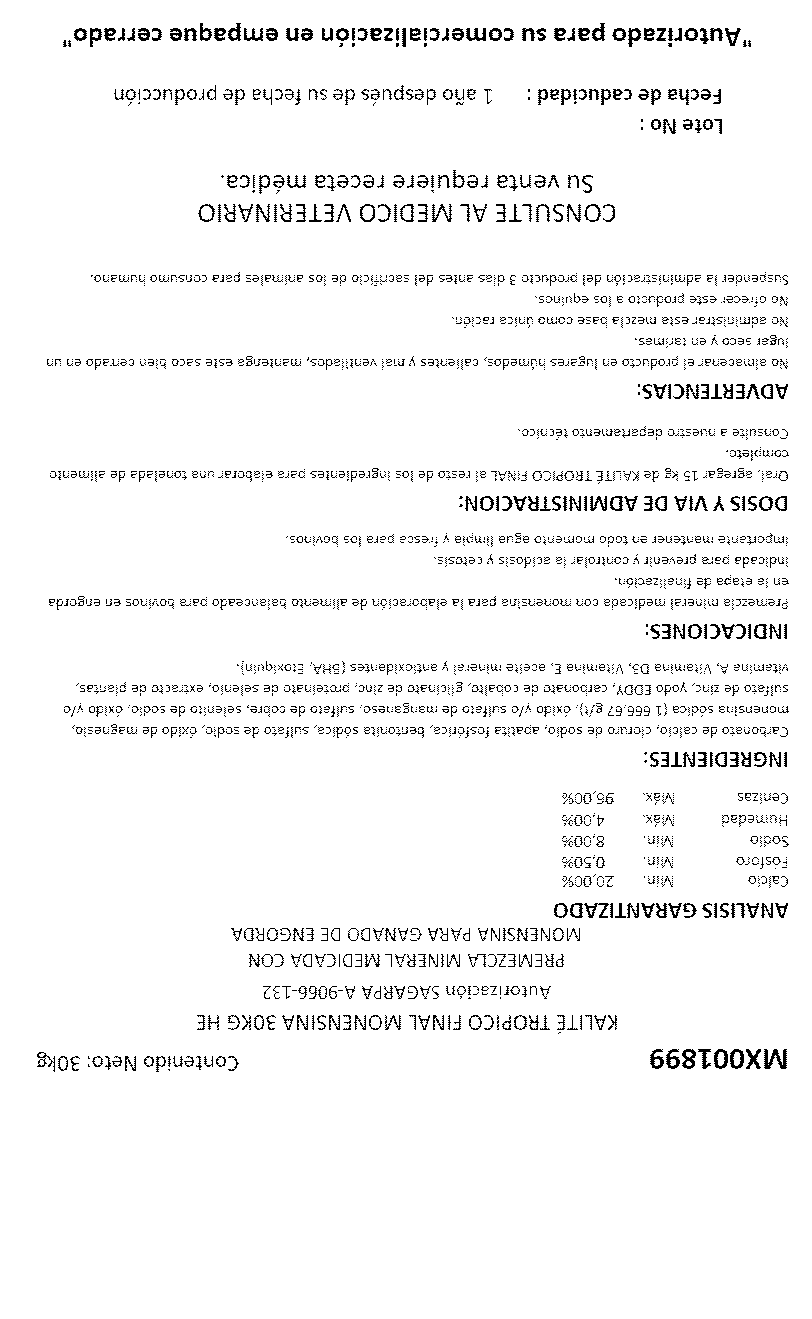 MX001899 Contenido Neto: 30kg
KALITÉ TROPICO FINAL MONENSINA 30KG HE
Autorización SAGARPA A-9066-132
PREMEZCLA MINERAL MEDICADA CON
MONENSINA PARA GANADO DE ENGORDA
ANALISIS GARANTIZADO
Calcio Min. 20,00%
Fósforo Min. 0,50%
Sodio Min. 8,00%
Humedad Máx. 4,00%
Cenizas Máx. 95,00%
INGREDIENTES:
Carbonato de calcio, cloruro de sodio, apatita fosfórica, bentonita sódica, sulfato de sodio, óxido de magnesio,
monensina sódica (1 666.67 g/t), óxido y/o sulfato de manganeso, sulfato de cobre, selenito de sodio, óxido y/o
sulfato de zinc, yodo EDDY, carbonato de cobalto, glicinato de zinc, proteinato de selenio, extracto de plantas,
vitamina A, Vitamina D3, Vitamina E, aceite mineral y antioxidantes (BHA, Etoxiquin).
INDICACIONES:
Premezcla mineral medicada con monensina para la elaboración de alimento balanceado para bovinos en engorda
en la etapa de finalización.
Indicada para prevenir y controlar la acidosis y cetosis.
Importante mantener en todo momento agua limpia y fresca para los bovinos.
DOSIS Y VIA DE ADMINISTRACION:
Oral, agregar 15 kg de KALITÉ TROPICO FINAL al resto de los ingredientes para elaborar una tonelada de alimento
completo.
Consulte a nuestro departamento técnico.
ADVERTENCIAS:
No almacenar el producto en lugares húmedos, calientes y mal ventilados, mantenga este saco bien cerrado en un
lugar seco y en tarimas.
No administrar esta mezcla base como única ración.
No ofrecer este producto a los equinos.
Suspender la administración del producto 3 días antes del sacrificio de los animales para consumo humano.
CONSULTE AL MEDICO VETERINARIO
Su venta requiere receta médica.
Lote No :
Fecha de caducidad : 1 año después de su fecha de producción
"Autorizado para su comercialización en empaque cerrado"